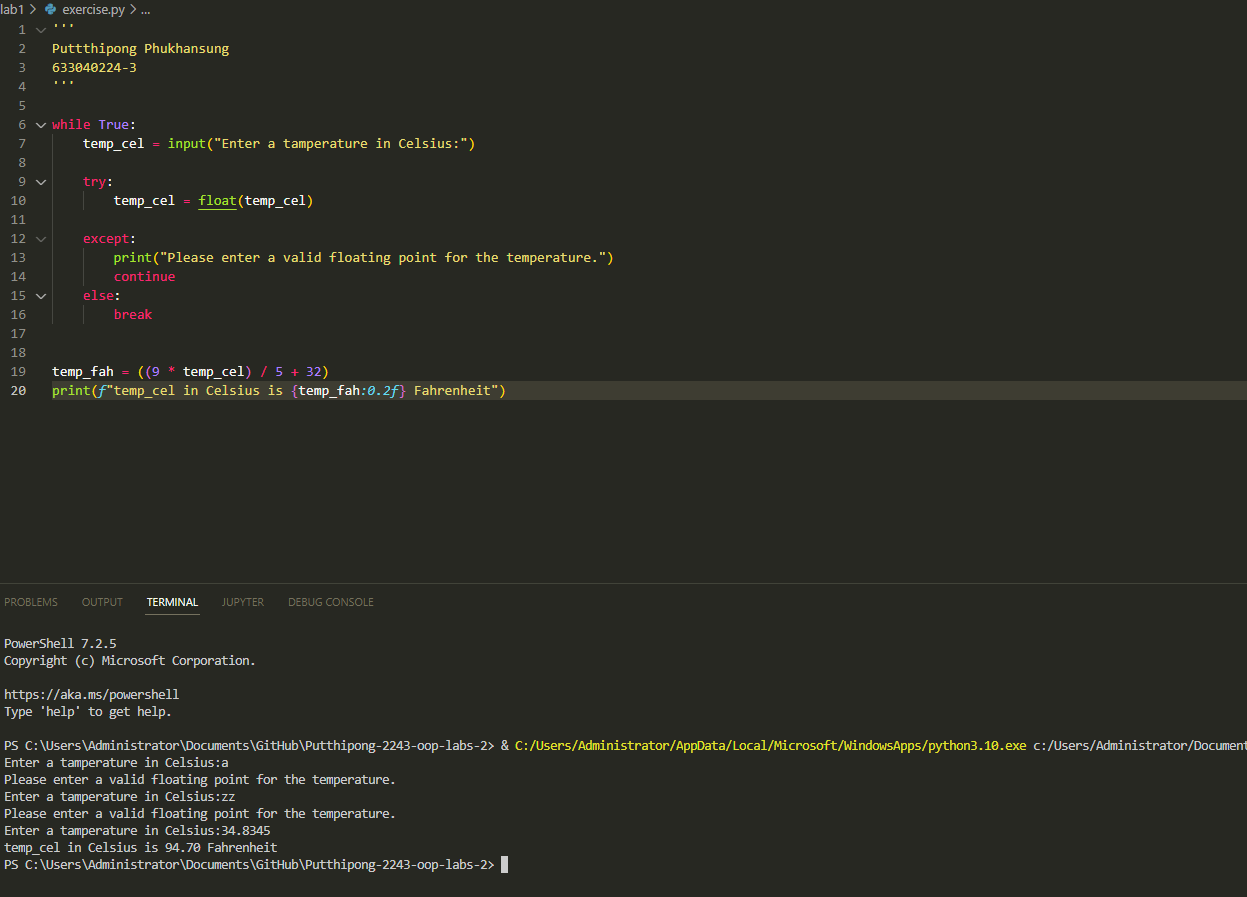 lab1 > exercise.py > ...
1 '''
2 Puttthipong Phukhansung
3 633040224-3
4 '''
5
6 while True:
7     temp_cel = input("Enter a tamperature in Celsius:")
8
9     try:
10         temp_cel = float(temp_cel)
11
12     except:
13         print("Please enter a valid floating point for the temperature.")
14         continue
15     else:
16         break
17
18
19 temp_fah = ((9 * temp_cel) / 5 + 32)
20 print(f"temp_cel in Celsius is {temp_fah:0.2f} Fahrenheit")
PROBLEMS OUTPUT TERMINAL JUPYTER DEBUG CONSOLE
PowerShell 7.2.5
Copyright (c) Microsoft Corporation.
https://aka.ms/powershell
Type 'help' to get help.
PS C:\Users\Administrator\Documents\GitHub\Putthipong-2243-oop-labs-2> & C:/Users/Administrator/AppData/Local/Microsoft/WindowsApps/python3.10.exe c:/Users/Administrator/Document
Enter a tamperature in Celsius:a
Please enter a valid floating point for the temperature.
Enter a tamperature in Celsius:zz
Please enter a valid floating point for the temperature.
Enter a tamperature in Celsius:34.8345
temp_cel in Celsius is 94.70 Fahrenheit
PS C:\Users\Administrator\Documents\GitHub\Putthipong-2243-oop-labs-2>